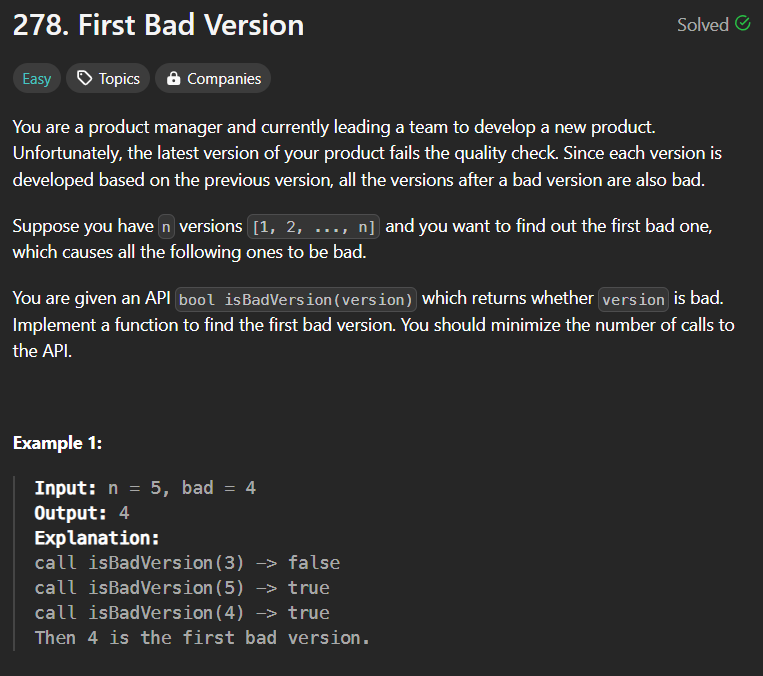 278. First Bad Version
Solved
Easy
Topics
Companies
You are a product manager and currently leading a team to develop a new product.
Unfortunately, the latest version of your product fails the quality check. Since each version is
developed based on the previous version, all the versions after a bad version are also bad.
Suppose you have n versions [1, 2, ..., n] and you want to find out the first bad one,
which causes all the following ones to be bad.
You are given an API bool isBadVersion(version) which returns whether version is bad.
Implement a function to find the first bad version. You should minimize the number of calls to
the API.
Example 1:
Input: n = 5, bad = 4
Output: 4
Explanation:
call isBadVersion(3) -> false
call isBadVersion(5) -> true
call isBadVersion(4) -> true
Then 4 is the first bad version.